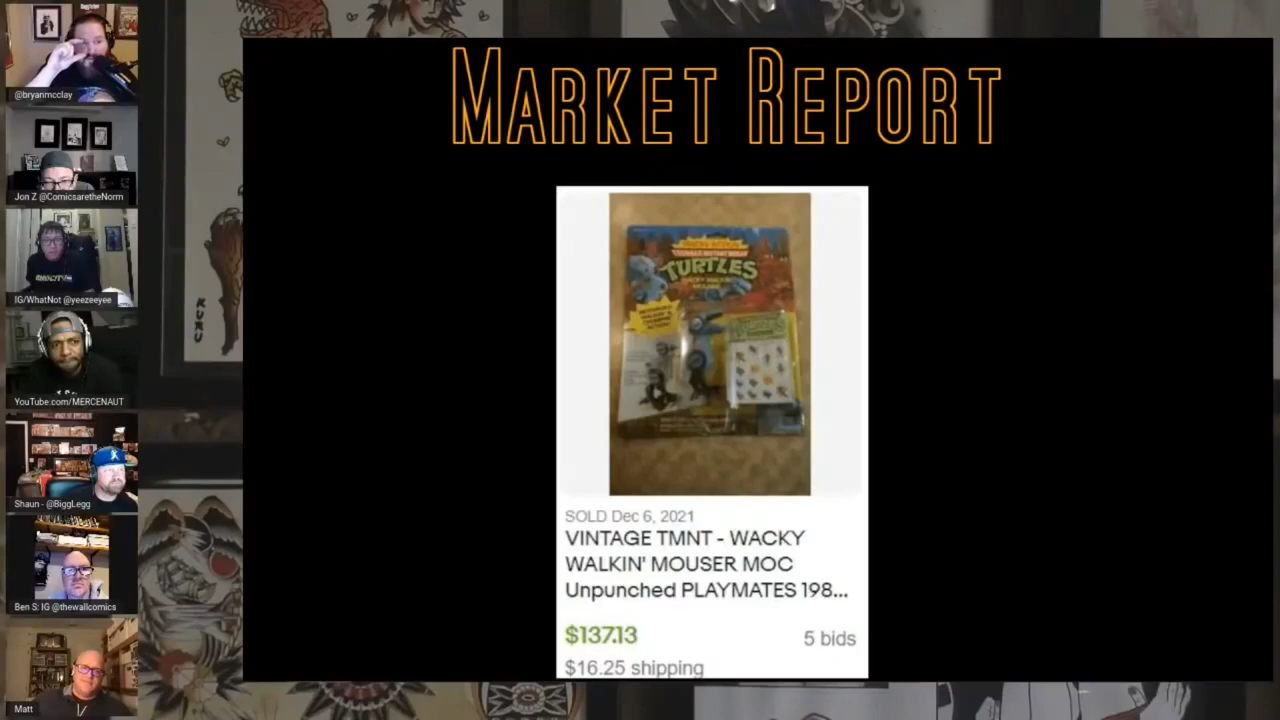 MARKET REPORT
@bryanmcclay
Jon Z @ComicsaretheNorm
IG/WhatNot @yeezeeyee
YouTube.com/MERCENAUT
Shaun - @BiggLegg
Ben S: IG @thewallcomics
Matt
KURU
TURTLES
SOLD Dec 6, 2021
VINTAGE TMNT - WACKY
WALKIN' MOUSER MOC
Unpunched PLAYMATES 198...
$137.13
5 bids
$16.25 shipping